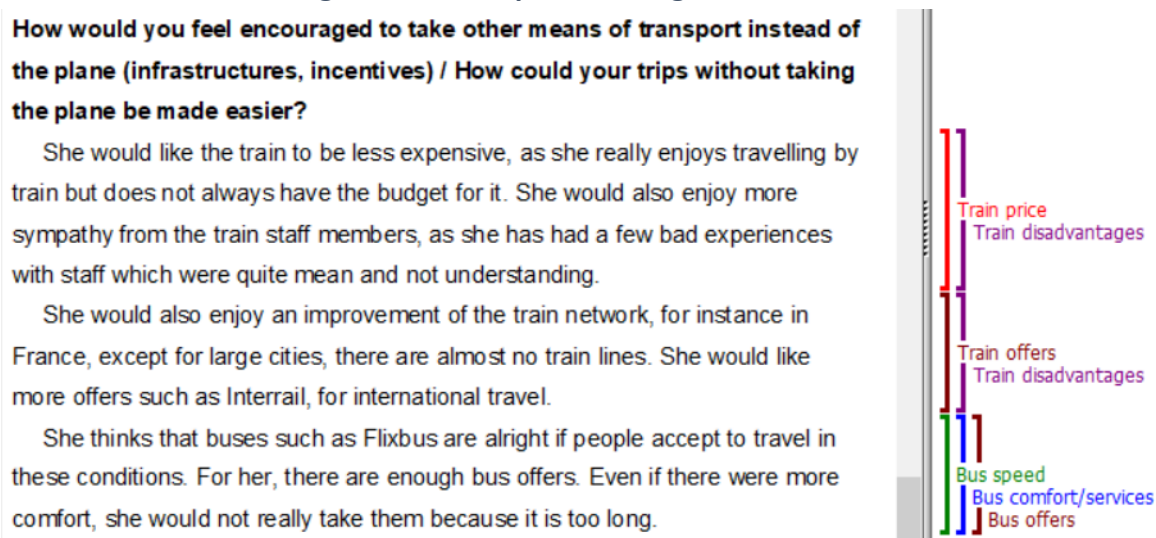 How would you feel encouraged to take other means of transport instead of
the plane (infrastructures, incentives) / How could your trips without taking
the plane be made easier?
She would like the train to be less expensive, as she really enjoys travelling by
train but does not always have the budget for it. She would also enjoy more
sympathy from the train staff members, as she has had a few bad experiences
with staff which were quite mean and not understanding.
She would also enjoy an improvement of the train network, for instance in
France, except for large cities, there are almost no train lines. She would like
more offers such as Interrail, for international travel.
She thinks that buses such as Flixbus are alright if people accept to travel in
these conditions. For her, there are enough bus offers. Even if there were more
comfort, she would not really take them because it is too long.
Train price
Train disadvantages
Train offers
Train disadvantages
Bus speed
Bus comfort/services
Bus offers